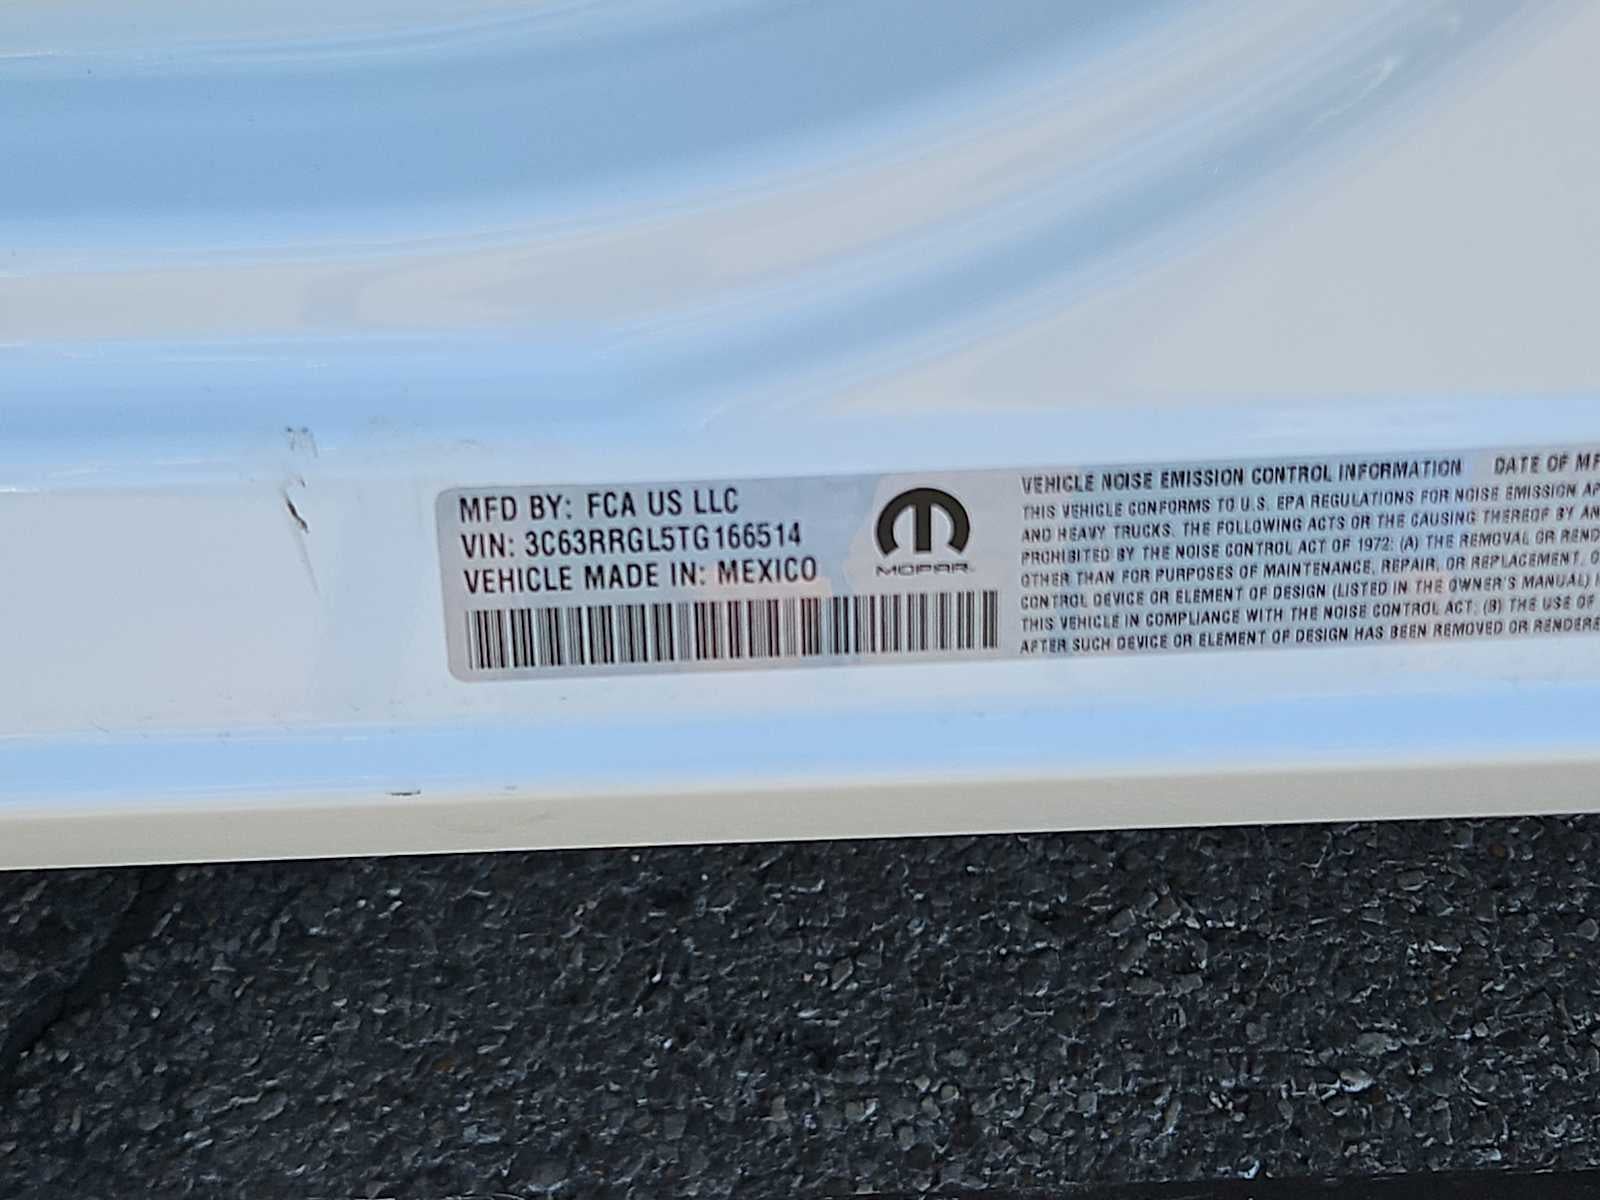 MFD BY: FCA US LLC
VIN: 3C63RRGL5TG166514
VEHICLE MADE IN: MEXICO
MOPAR
VEHICLE NOISE EMISSION CONTROL INFORMATION DATE OF
THIS VEHICLE CONFORMS TO U.S. EPA REGULATIONS FOR NOISE EMISSION
AND HEAVY TRUCKS. THE FOLLOWING ACTS OR THE CAUSING THEREOF BY
PROHIBITED BY THE NOISE CONTROL ACT OF 1972: (A) THE REMOVAL OR
OTHER THAN FOR PURPOSES OF MAINTENANCE, REPAIR, OR REPLACEMENT,
CONTROL DEVICE OR ELEMENT OF DESIGN (LISTED IN THE OWNER'S MANUAL)
THIS VEHICLE IN COMPLIANCE WITH THE NOISE CONTROL ACT; (B) THE USE OF
AFTER SUCH DEVICE OR ELEMENT OF DESIGN HAS BEEN REMOVED OR